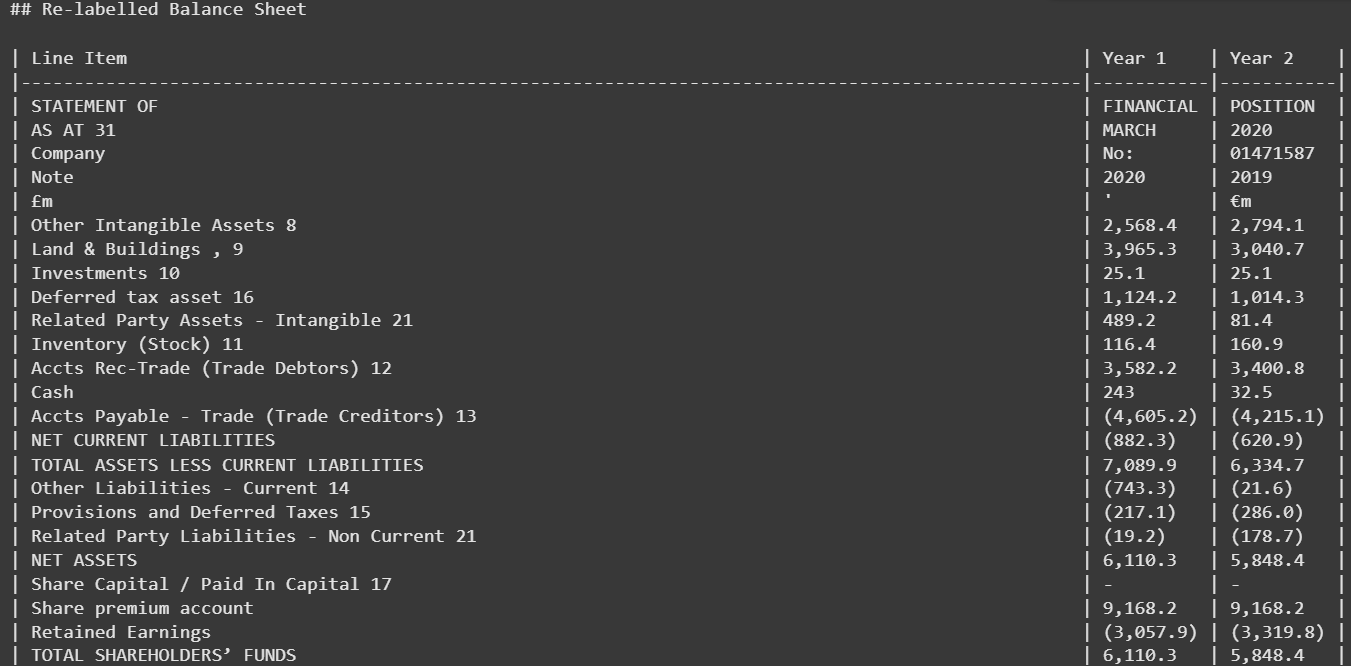 ## Re-labelled Balance Sheet
| Line Item | Year 1 | Year 2 |
|-----------------------------------------------------------------------------------------------------|-----------|-----------|
| STATEMENT OF | FINANCIAL | POSITION |
| AS AT 31 | MARCH | 2020 |
| Company | No: | 01471587 |
| Note | 2020 | 2019 |
| £m | ' | €m |
| Other Intangible Assets 8 | 2,568.4 | 2,794.1 |
| Land & Buildings , 9 | 3,965.3 | 3,040.7 |
| Investments 10 | 25.1 | 25.1 |
| Deferred tax asset 16 | 1,124.2 | 1,014.3 |
| Related Party Assets - Intangible 21 | 489.2 | 81.4 |
| Inventory (Stock) 11 | 116.4 | 160.9 |
| Accts Rec-Trade (Trade Debtors) 12 | 3,582.2 | 3,400.8 |
| Cash | 243 | 32.5 |
| Accts Payable - Trade (Trade Creditors) 13 | (4,605.2) | (4,215.1) |
| NET CURRENT LIABILITIES | (882.3) | (620.9) |
| TOTAL ASSETS LESS CURRENT LIABILITIES | 7,089.9 | 6,334.7 |
| Other Liabilities - Current 14 | (743.3) | (21.6) |
| Provisions and Deferred Taxes 15 | (217.1) | (286.0) |
| Related Party Liabilities - Non Current 21 | (19.2) | (178.7) |
| NET ASSETS | 6,110.3 | 5,848.4 |
| Share Capital / Paid In Capital 17 | - | - |
| Share premium account | 9,168.2 | 9,168.2 |
| Retained Earnings | (3,057.9) | (3,319.8) |
| TOTAL SHAREHOLDERS’ FUNDS | 6,110.3 | 5,848.4 |